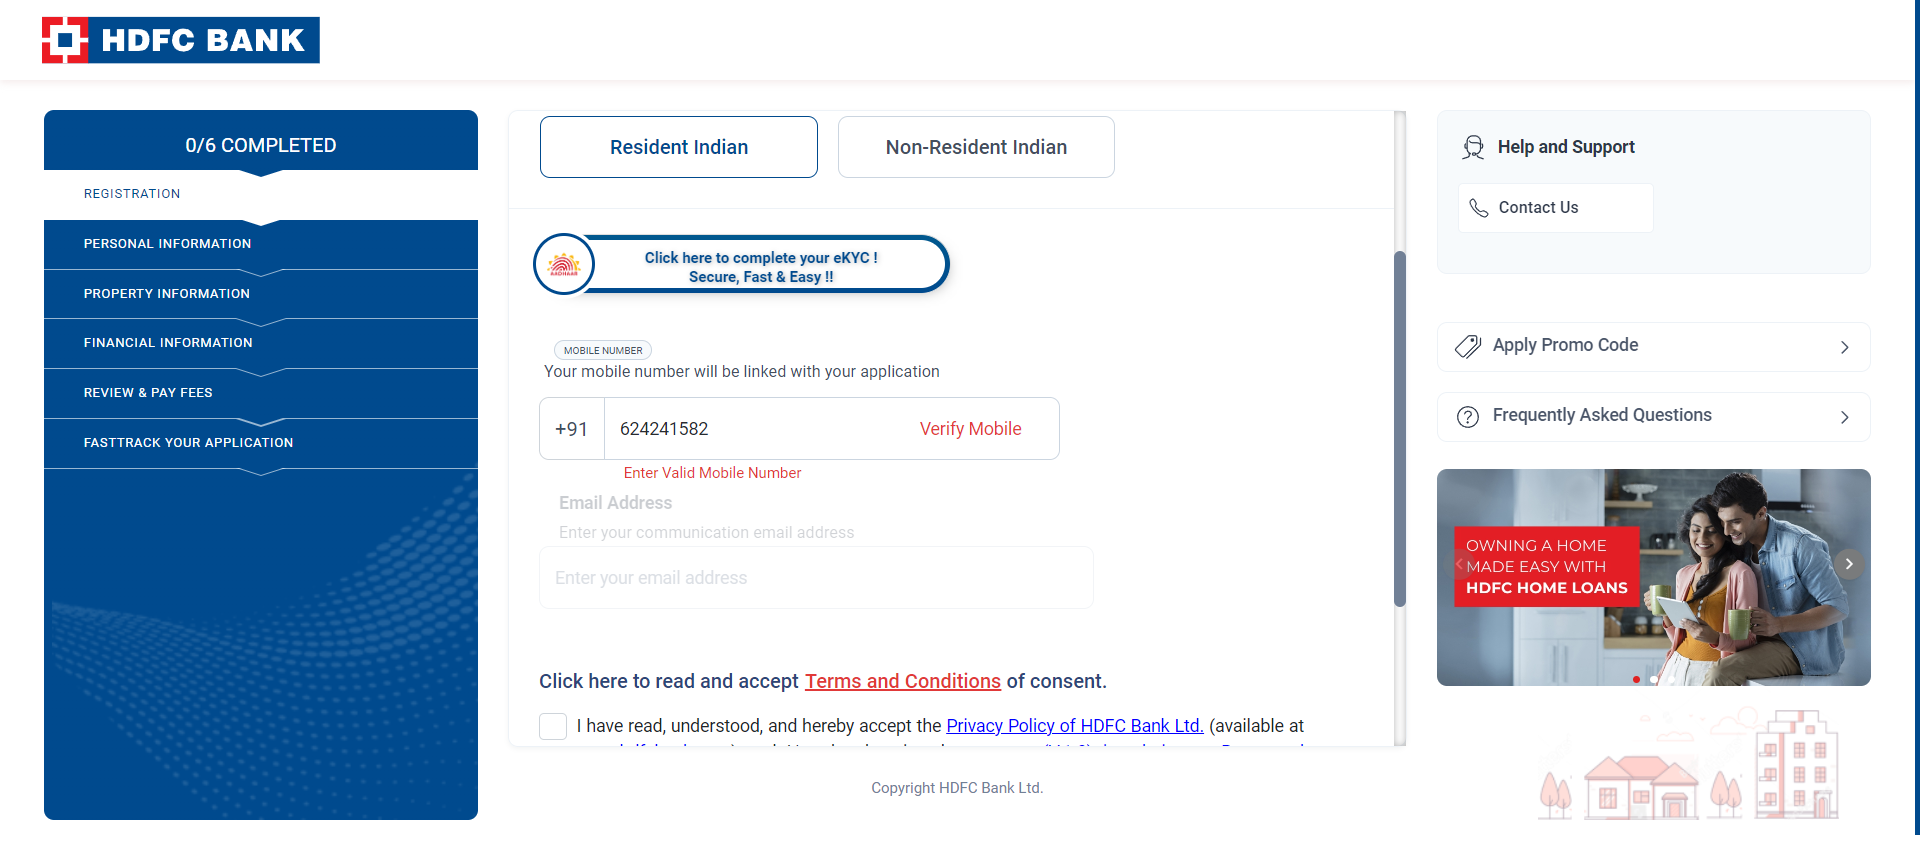 HDFC BANK
0/6 COMPLETED
REGISTRATION
PERSONAL INFORMATION
PROPERTY INFORMATION
FINANCIAL INFORMATION
REVIEW & PAY FEES
FASTTRACK YOUR APPLICATION
Resident Indian
Non-Resident Indian
AADHAAR
Click here to complete your eKYC !
Secure, Fast & Easy !!
MOBILE NUMBER
Your mobile number will be linked with your application
+91
624241582
Verify Mobile
Enter Valid Mobile Number
Email Address
Enter your communication email address
Enter your email address
Click here to read and accept Terms and Conditions of consent.
I have read, understood, and hereby accept the Privacy Policy of HDFC Bank Ltd. (available at
Copyright HDFC Bank Ltd.
Help and Support
Contact Us
Apply Promo Code
Frequently Asked Questions
OWNING A HOME
MADE EASY WITH
HDFC HOME LOANS